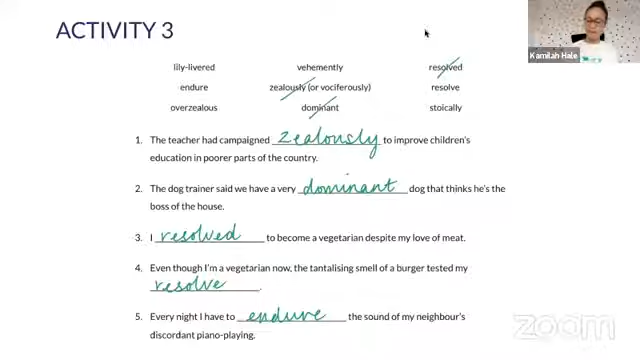 ACTIVITY 3
Kamilah Hale
lily-livered vehemently resolved
endure zealously (or vociferously) resolve
overzealous dominant stoically
1. The teacher had campaigned zealously to improve children's
education in poorer parts of the country.
2. The dog trainer said we have a very dominant dog that thinks he's the
boss of the house.
3. I resolved to become a vegetarian despite my love of meat.
4. Even though I'm a vegetarian now, the tantalising smell of a burger tested my
resolve.
5. Every night I have to endure the sound of my neighbour's
discordant piano-playing.
zoom